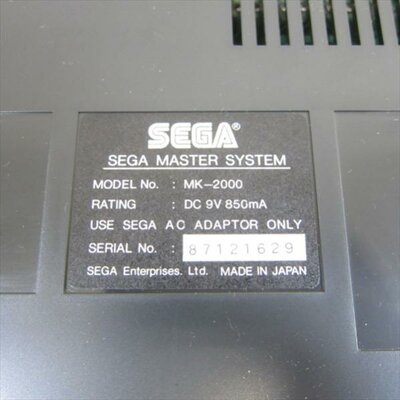 SEGA®
SEGA MASTER SYSTEM
MODEL No. : MK-2000
RATING : DC 9V 850mA
USE SEGA AC ADAPTOR ONLY
SERIAL No. : 87121629
SEGA Enterprises. Ltd. MADE IN JAPAN